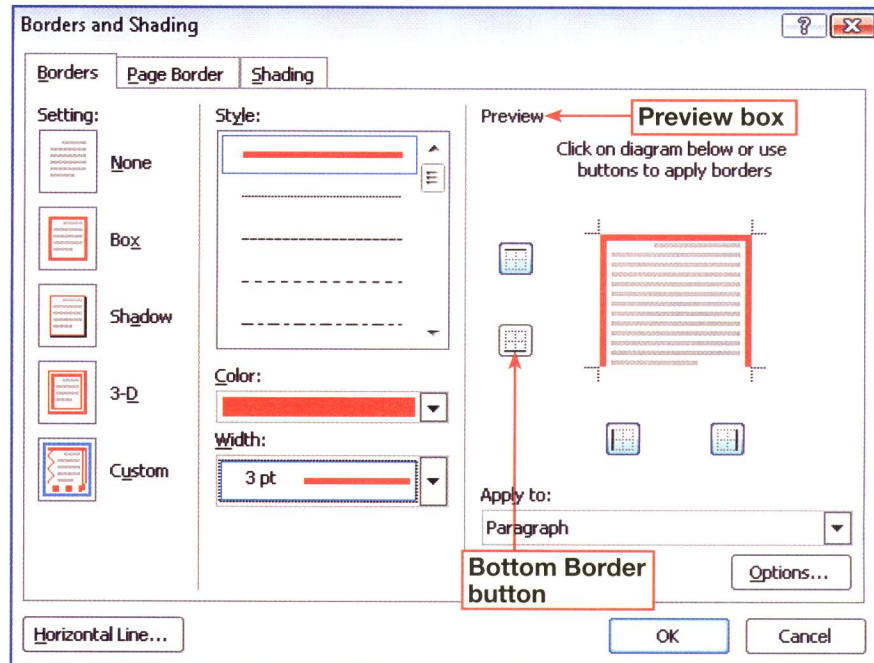 Borders and Shading
Borders
Page Border
Shading
Setting:
None
Box
Shadow
3-D
Custom
Style:
Color:
Width:
3 pt
Preview
Preview box
Click on diagram below or use
buttons to apply borders
Apply to:
Paragraph
Bottom Border
button
Options...
Horizontal Line...
OK
Cancel